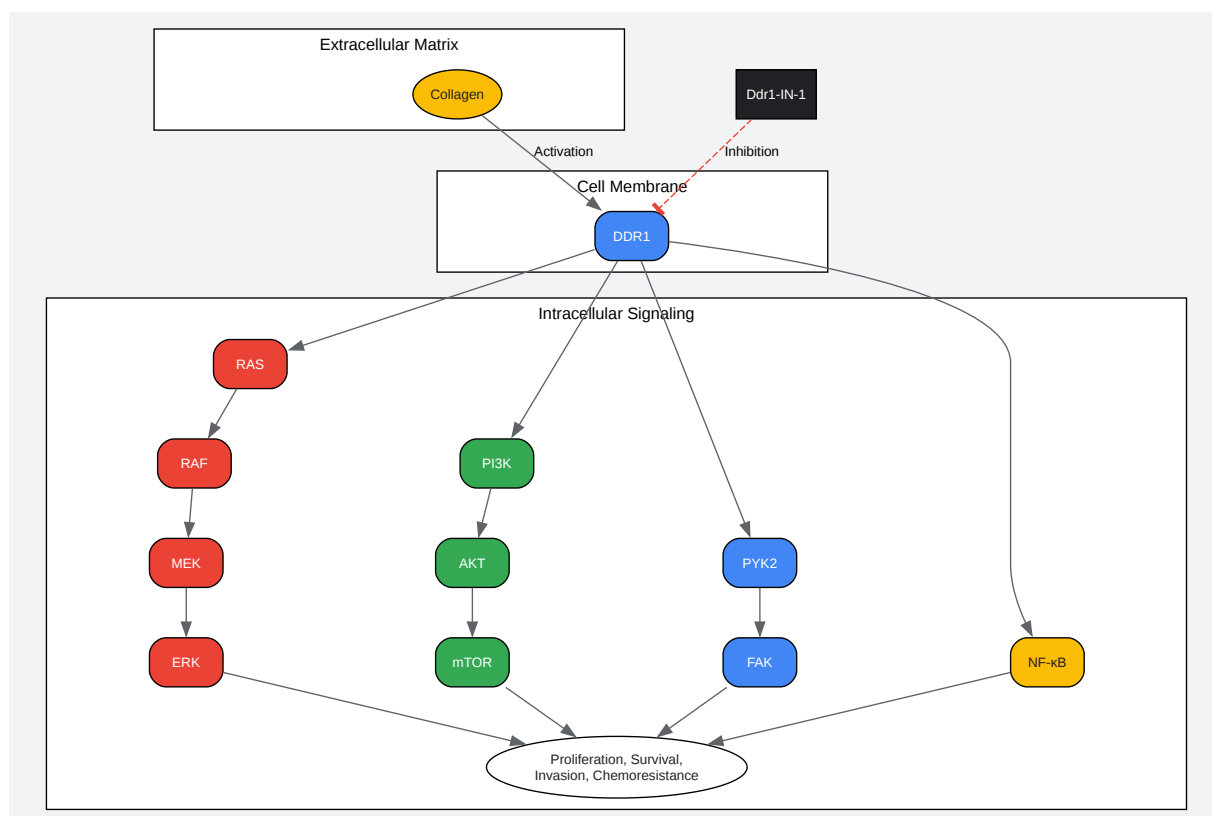 Extracellular Matrix
Collagen
Ddr1-IN-1
Activation
Inhibition
Cell Membrane
DDR1
Intracellular Signaling
RAS
RAF
PI3K
MEK
AKT
PYK2
ERK
mTOR
FAK
NF-κB
Proliferation, Survival,
Invasion, Chemoresistance